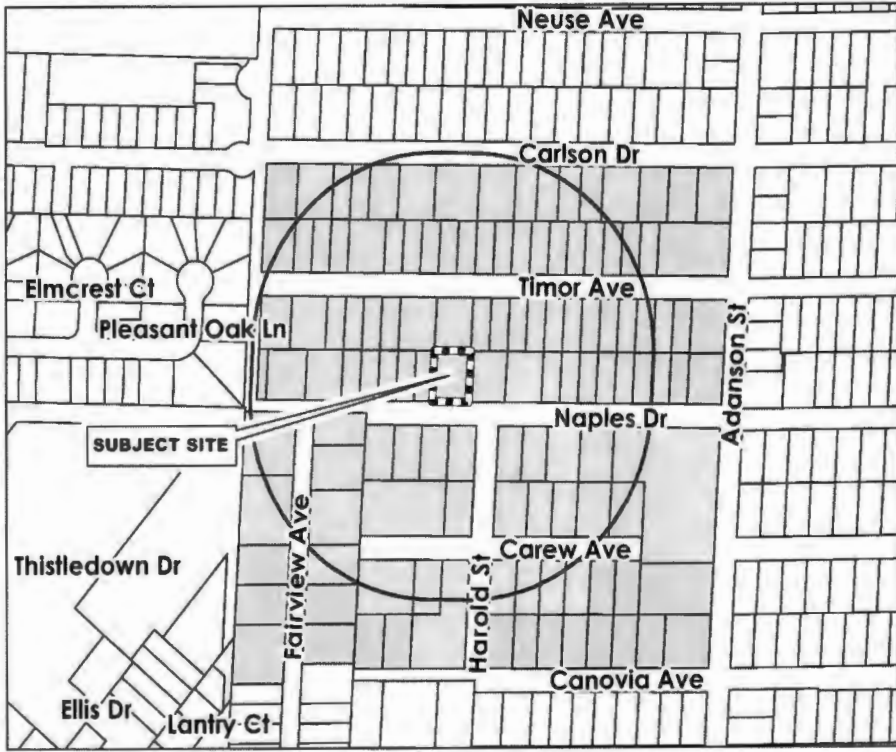 Neuse Ave
Carlson Dr
Elmcrest Ct
Timor Ave
Pleasant Oak Ln
Adanson St
Naples Dr
SUBJECT SITE
Fairview Ave
Carew Ave
Thistledown Dr
Harold St
Canovia Ave
Ellis Dr
Lantry Ct